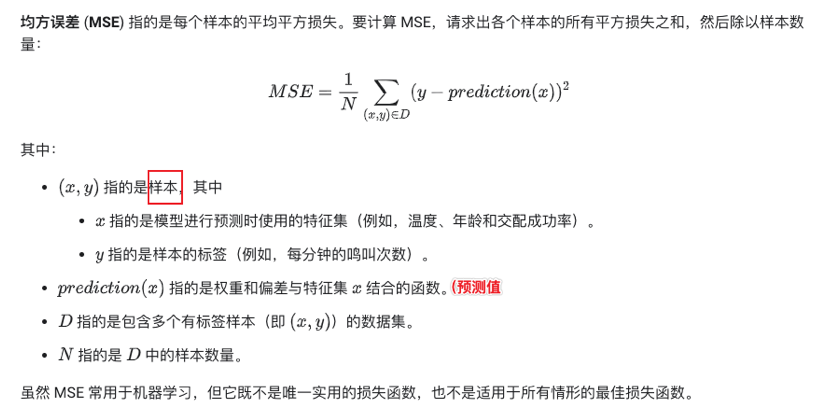 均方误差 (MSE) 指的是每个样本的平均平方损失。要计算 MSE，请求出各个样本的所有平方损失之和，然后除以样本数
量：
MSE = \frac{1}{N} \sum_{(x,y)\in D} (y - prediction(x))^2
其中：
• (x, y) 指的是样本，其中
• x 指的是模型进行预测时使用的特征集（例如，温度、年龄和交配成功率）。
• y 指的是样本的标签（例如，每分钟的鸣叫次数）。
• prediction(x) 指的是权重和偏差与特征集 x 结合的函数。(预测值
• D 指的是包含多个有标签样本（即 (x, y)）的数据集。
• N 指的是 D 中的样本数量。
虽然 MSE 常用于机器学习，但它既不是唯一实用的损失函数，也不是适用于所有情形的最佳损失函数。